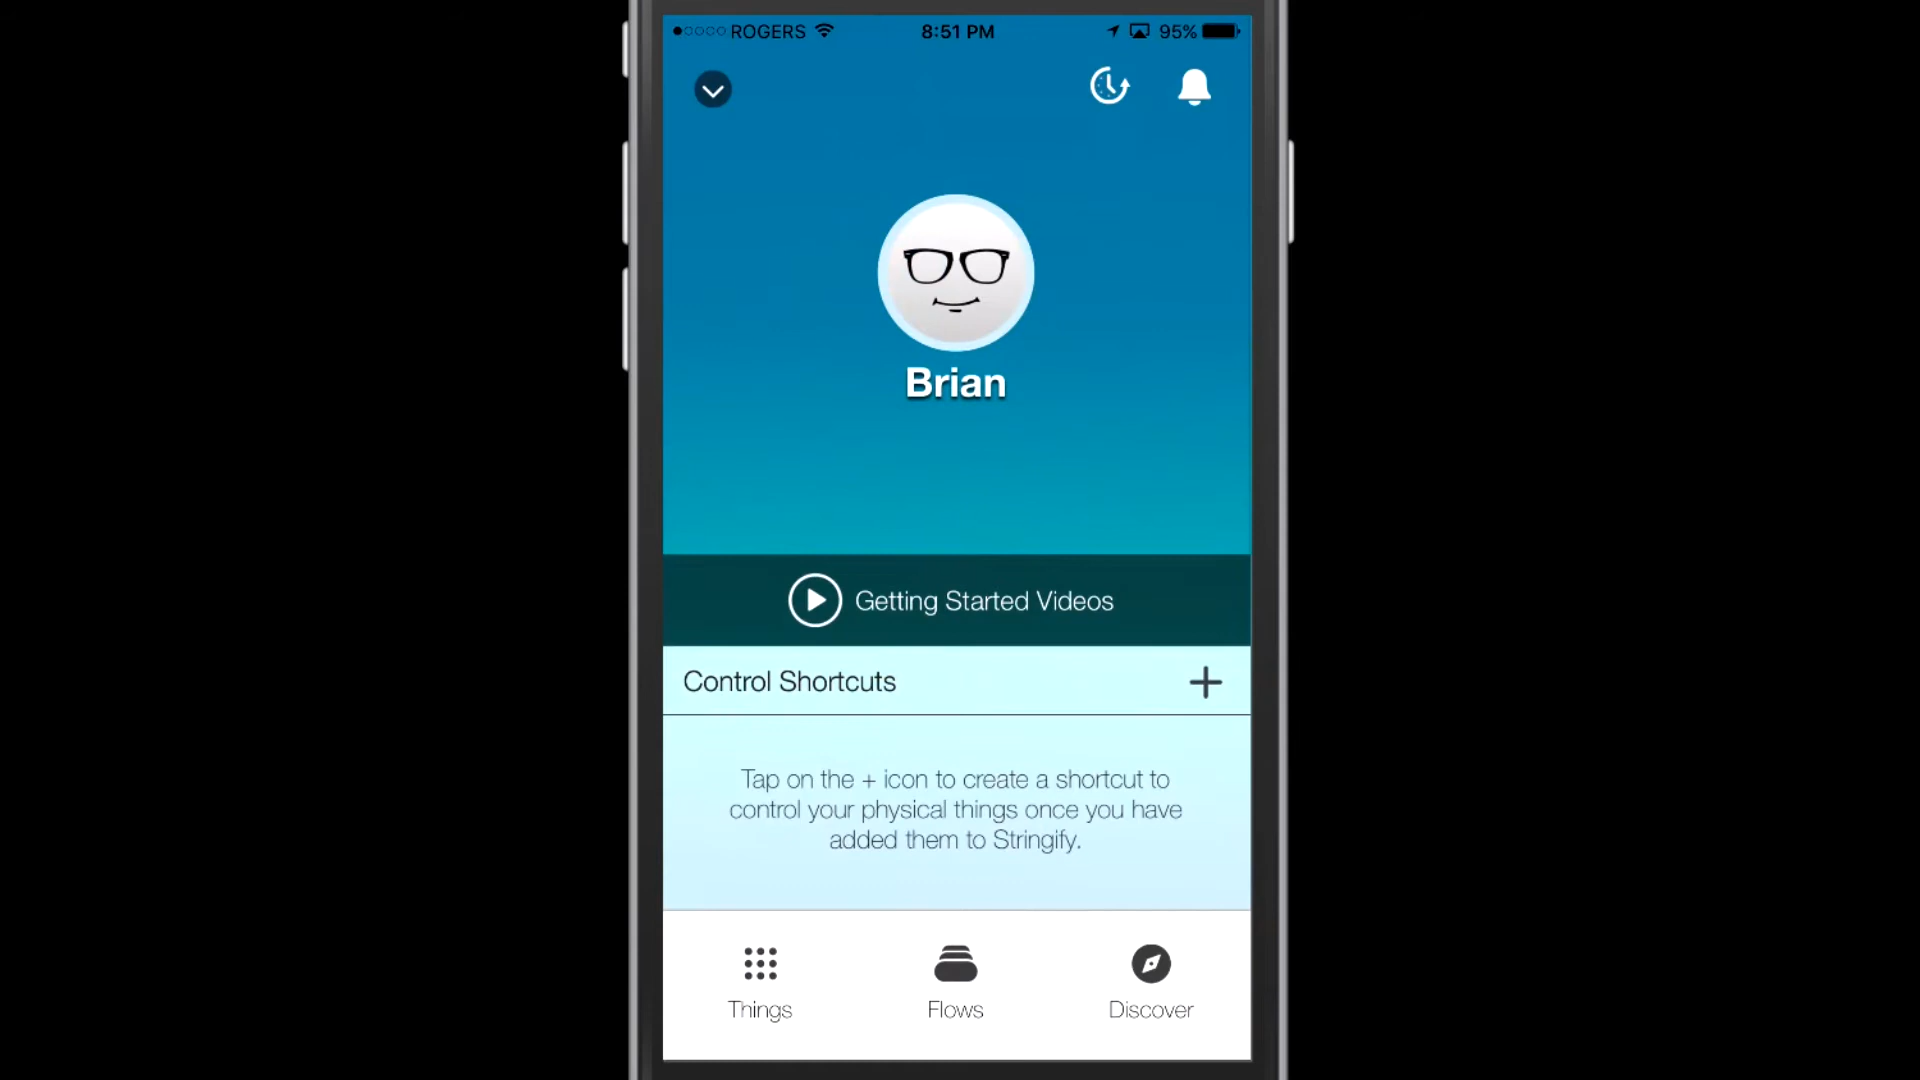 ROGERS
8:51 PM
95%
Brian
Getting Started Videos
Control Shortcuts
Tap on the + icon to create a shortcut to
control your physical things once you have
added them to Stringify.
Things
Flows
Discover